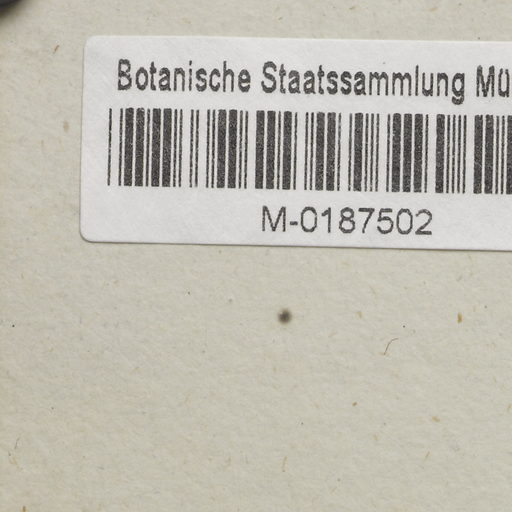 Botanische Staatssammlung Mü
M-0187502